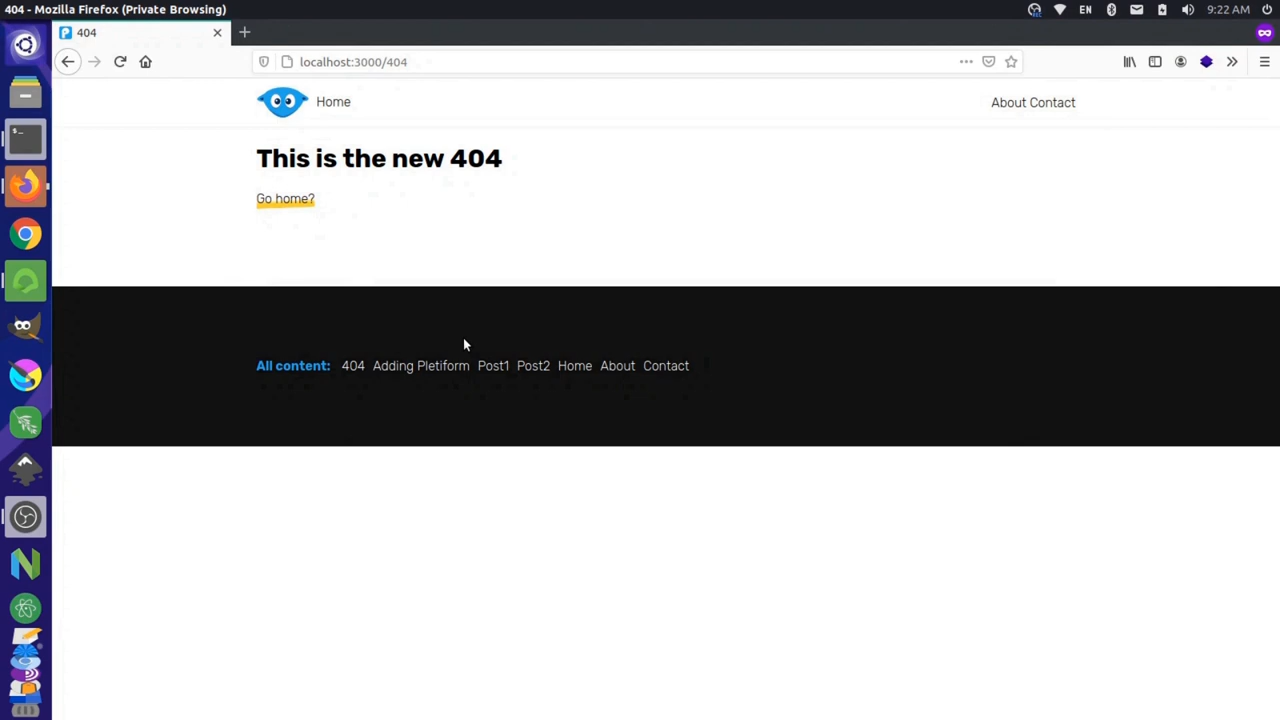 404 - Mozilla Firefox (Private Browsing)
EN
9:22 AM
404
localhost:3000/404
Home
About Contact
This is the new 404
Go home?
All content: 404 Adding Pletiform Post1 Post2 Home About Contact